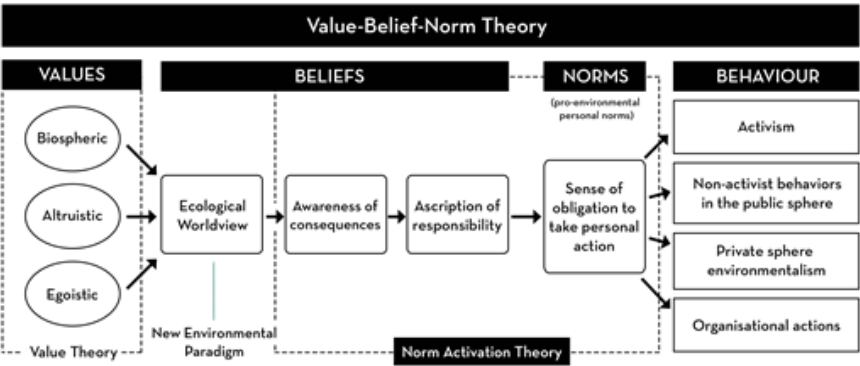 Value-Belief-Norm Theory
VALUES
BELIEFS
NORMS
BEHAVIOUR
(pro-environmental
personal norms)
Biospheric
Altruistic
Egoistic
Ecological
Worldview
Awareness of
consequences
Ascription of
responsibility
Sense of
obligation to
take personal
action
Activism
Non-activist behaviors
in the public sphere
Private sphere
environmentalism
Organisational actions
New Environmental
Paradigm
Value Theory
Norm Activation Theory